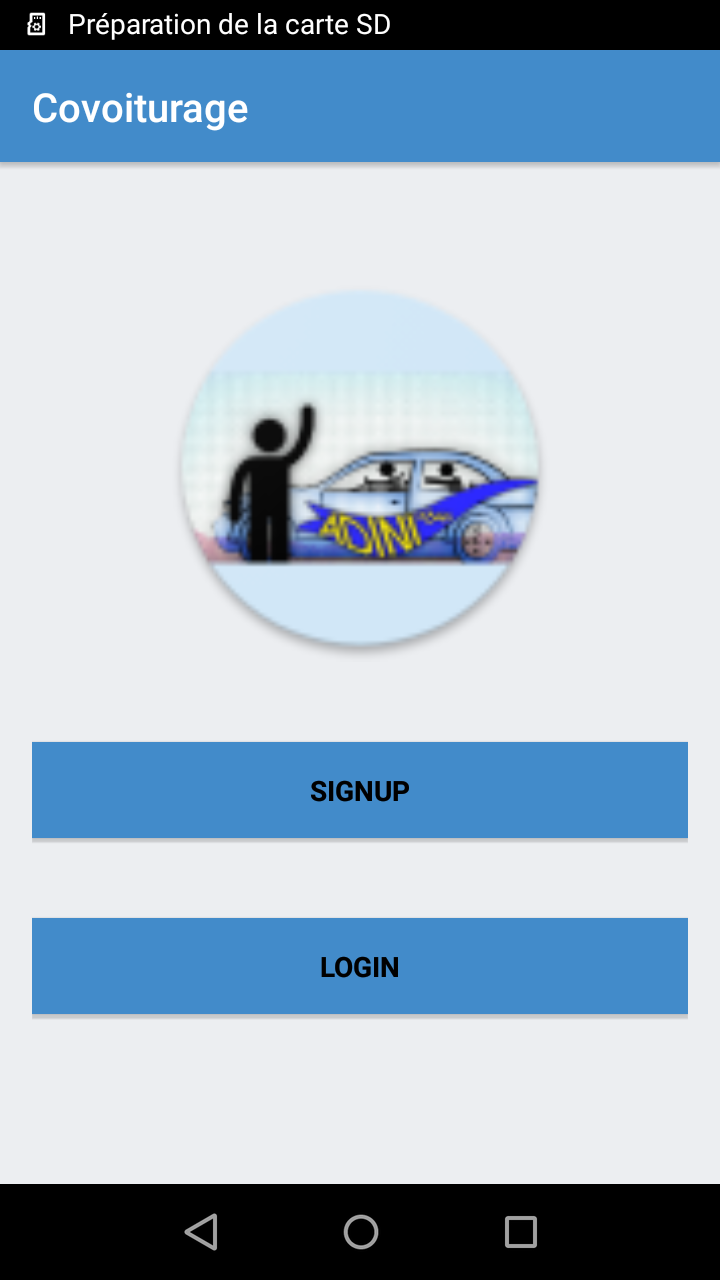 Préparation de la carte SD
Covoiturage
ADINI
SIGNUP
LOGIN